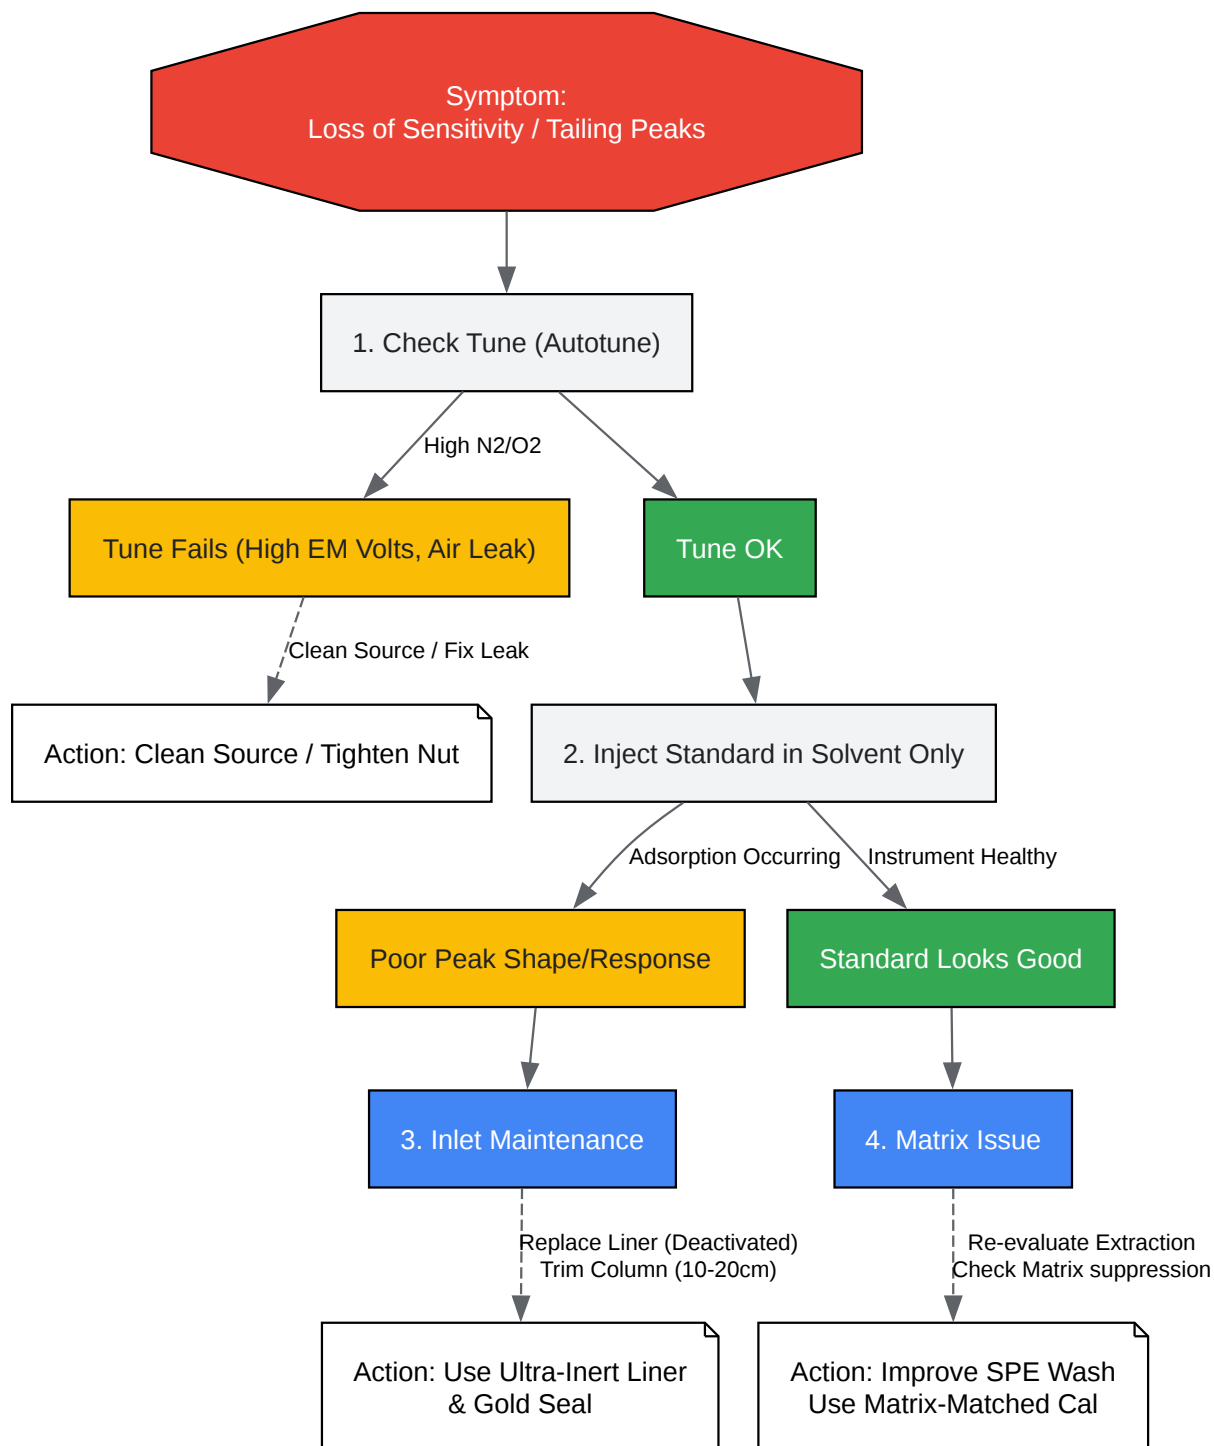 Symptom:
Loss of Sensitivity / Tailing Peaks
1. Check Tune (Autotune)
High N2/O2
Tune Fails (High EM Volts, Air Leak)
Tune OK
Clean Source / Fix Leak
Action: Clean Source / Tighten Nut
2. Inject Standard in Solvent Only
Adsorption Occurring
Instrument Healthy
Poor Peak Shape/Response
Standard Looks Good
3. Inlet Maintenance
4. Matrix Issue
Replace Liner (Deactivated)
Trim Column (10-20cm)
Re-evaluate Extraction
Check Matrix suppression
Action: Use Ultra-Inert Liner
& Gold Seal
Action: Improve SPE Wash
Use Matrix-Matched Cal